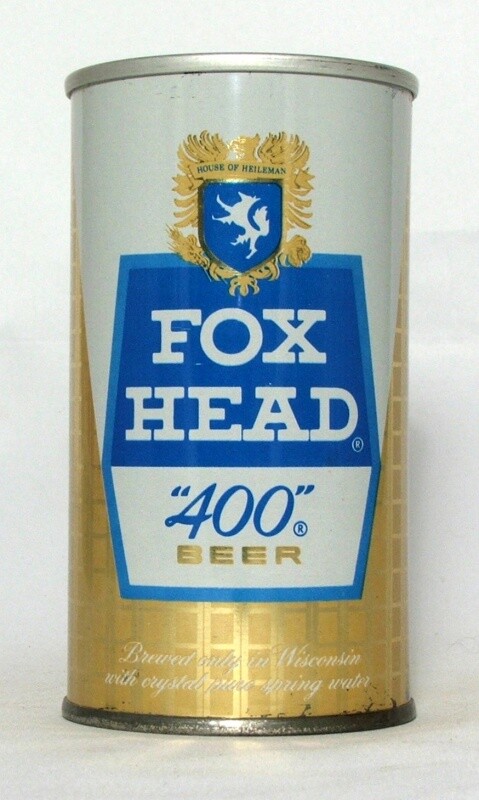 HOUSE OF HEILEMAN
FOX
HEAD®
"400"®
BEER
Brewed only in Wisconsin
with crystal pure spring water